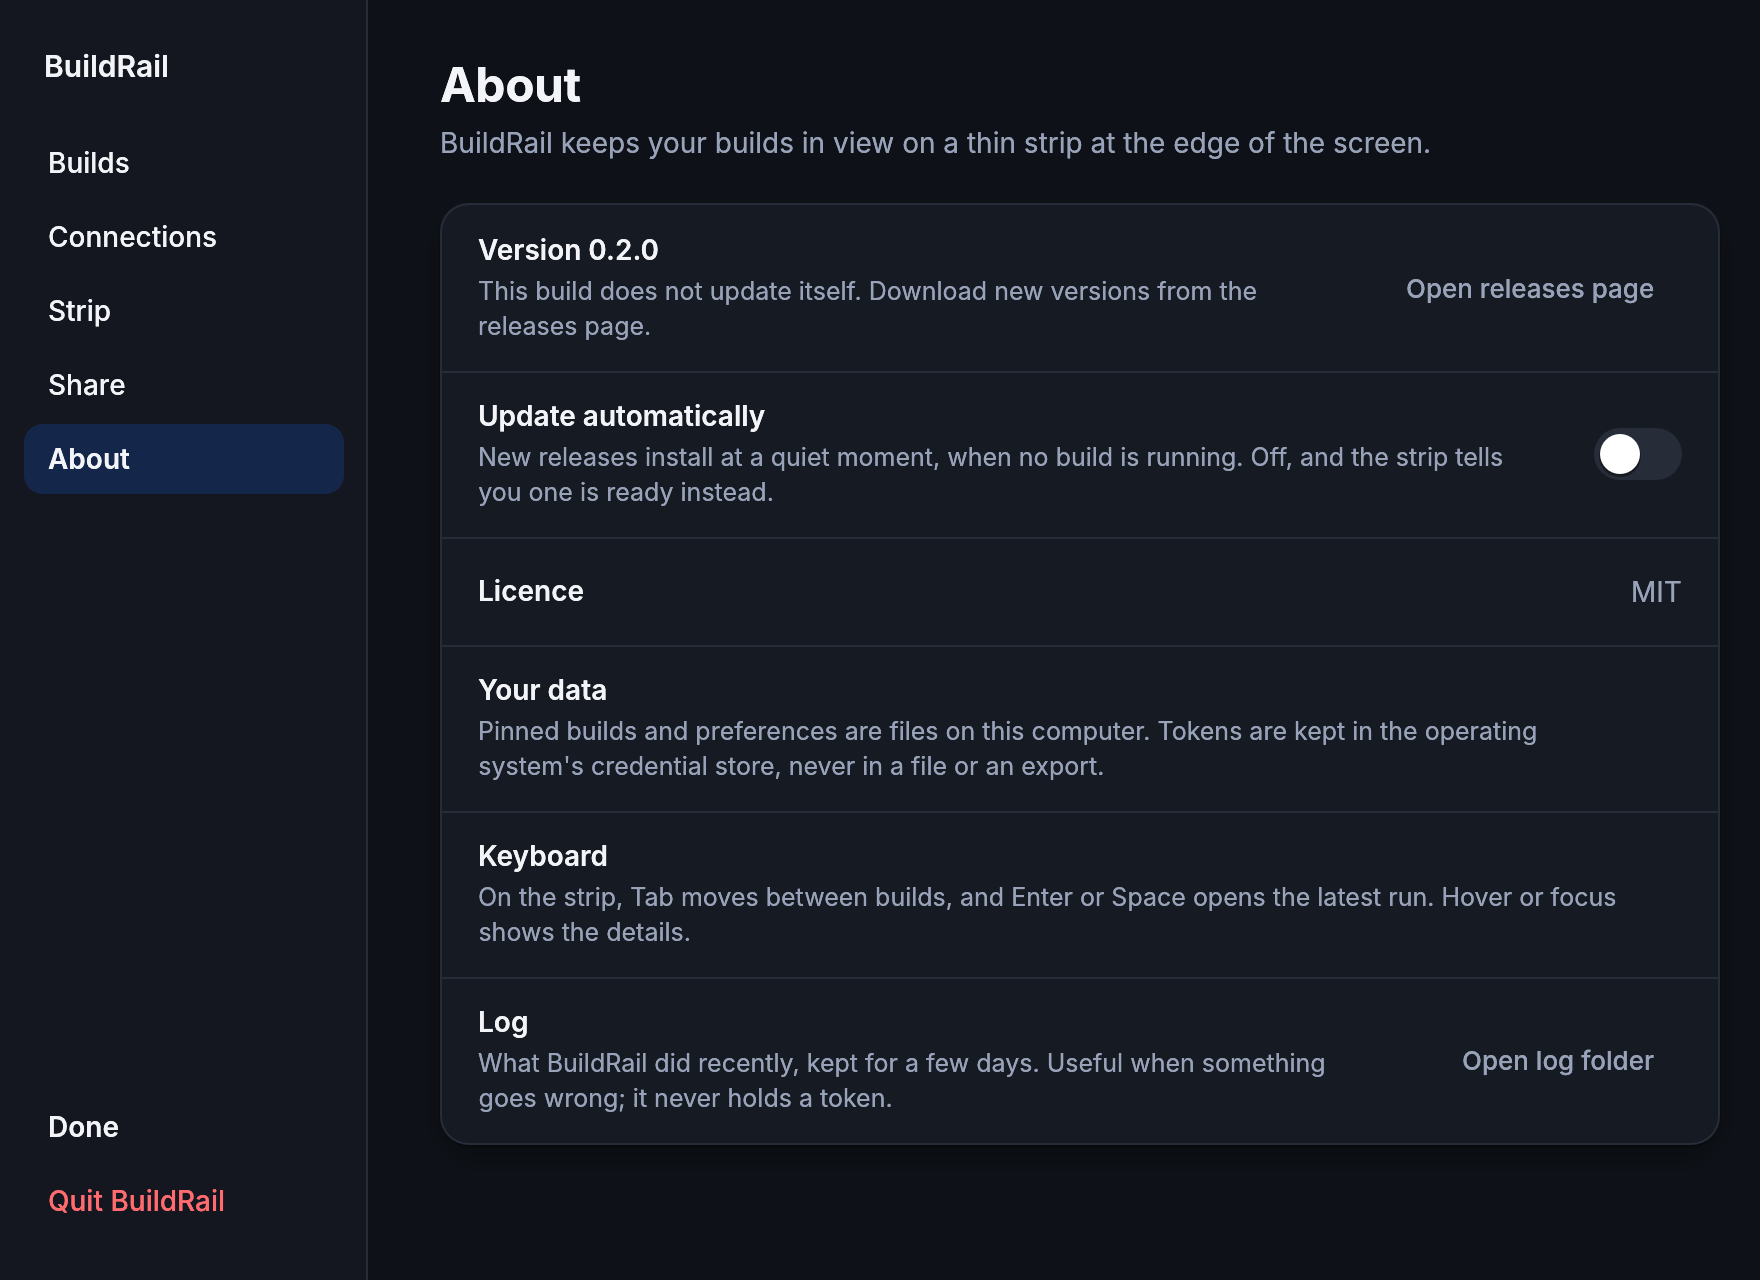 BuildRail
Builds
Connections
Strip
Share
About
Done
Quit BuildRail
About
BuildRail keeps your builds in view on a thin strip at the edge of the screen.
Version 0.2.0
This build does not update itself. Download new versions from the
releases page.
Open releases page
Update automatically
New releases install at a quiet moment, when no build is running. Off, and the strip tells
you one is ready instead.
Licence
MIT
Your data
Pinned builds and preferences are files on this computer. Tokens are kept in the operating
system's credential store, never in a file or an export.
Keyboard
On the strip, Tab moves between builds, and Enter or Space opens the latest run. Hover or focus
shows the details.
Log
What BuildRail did recently, kept for a few days. Useful when something
goes wrong; it never holds a token.
Open log folder